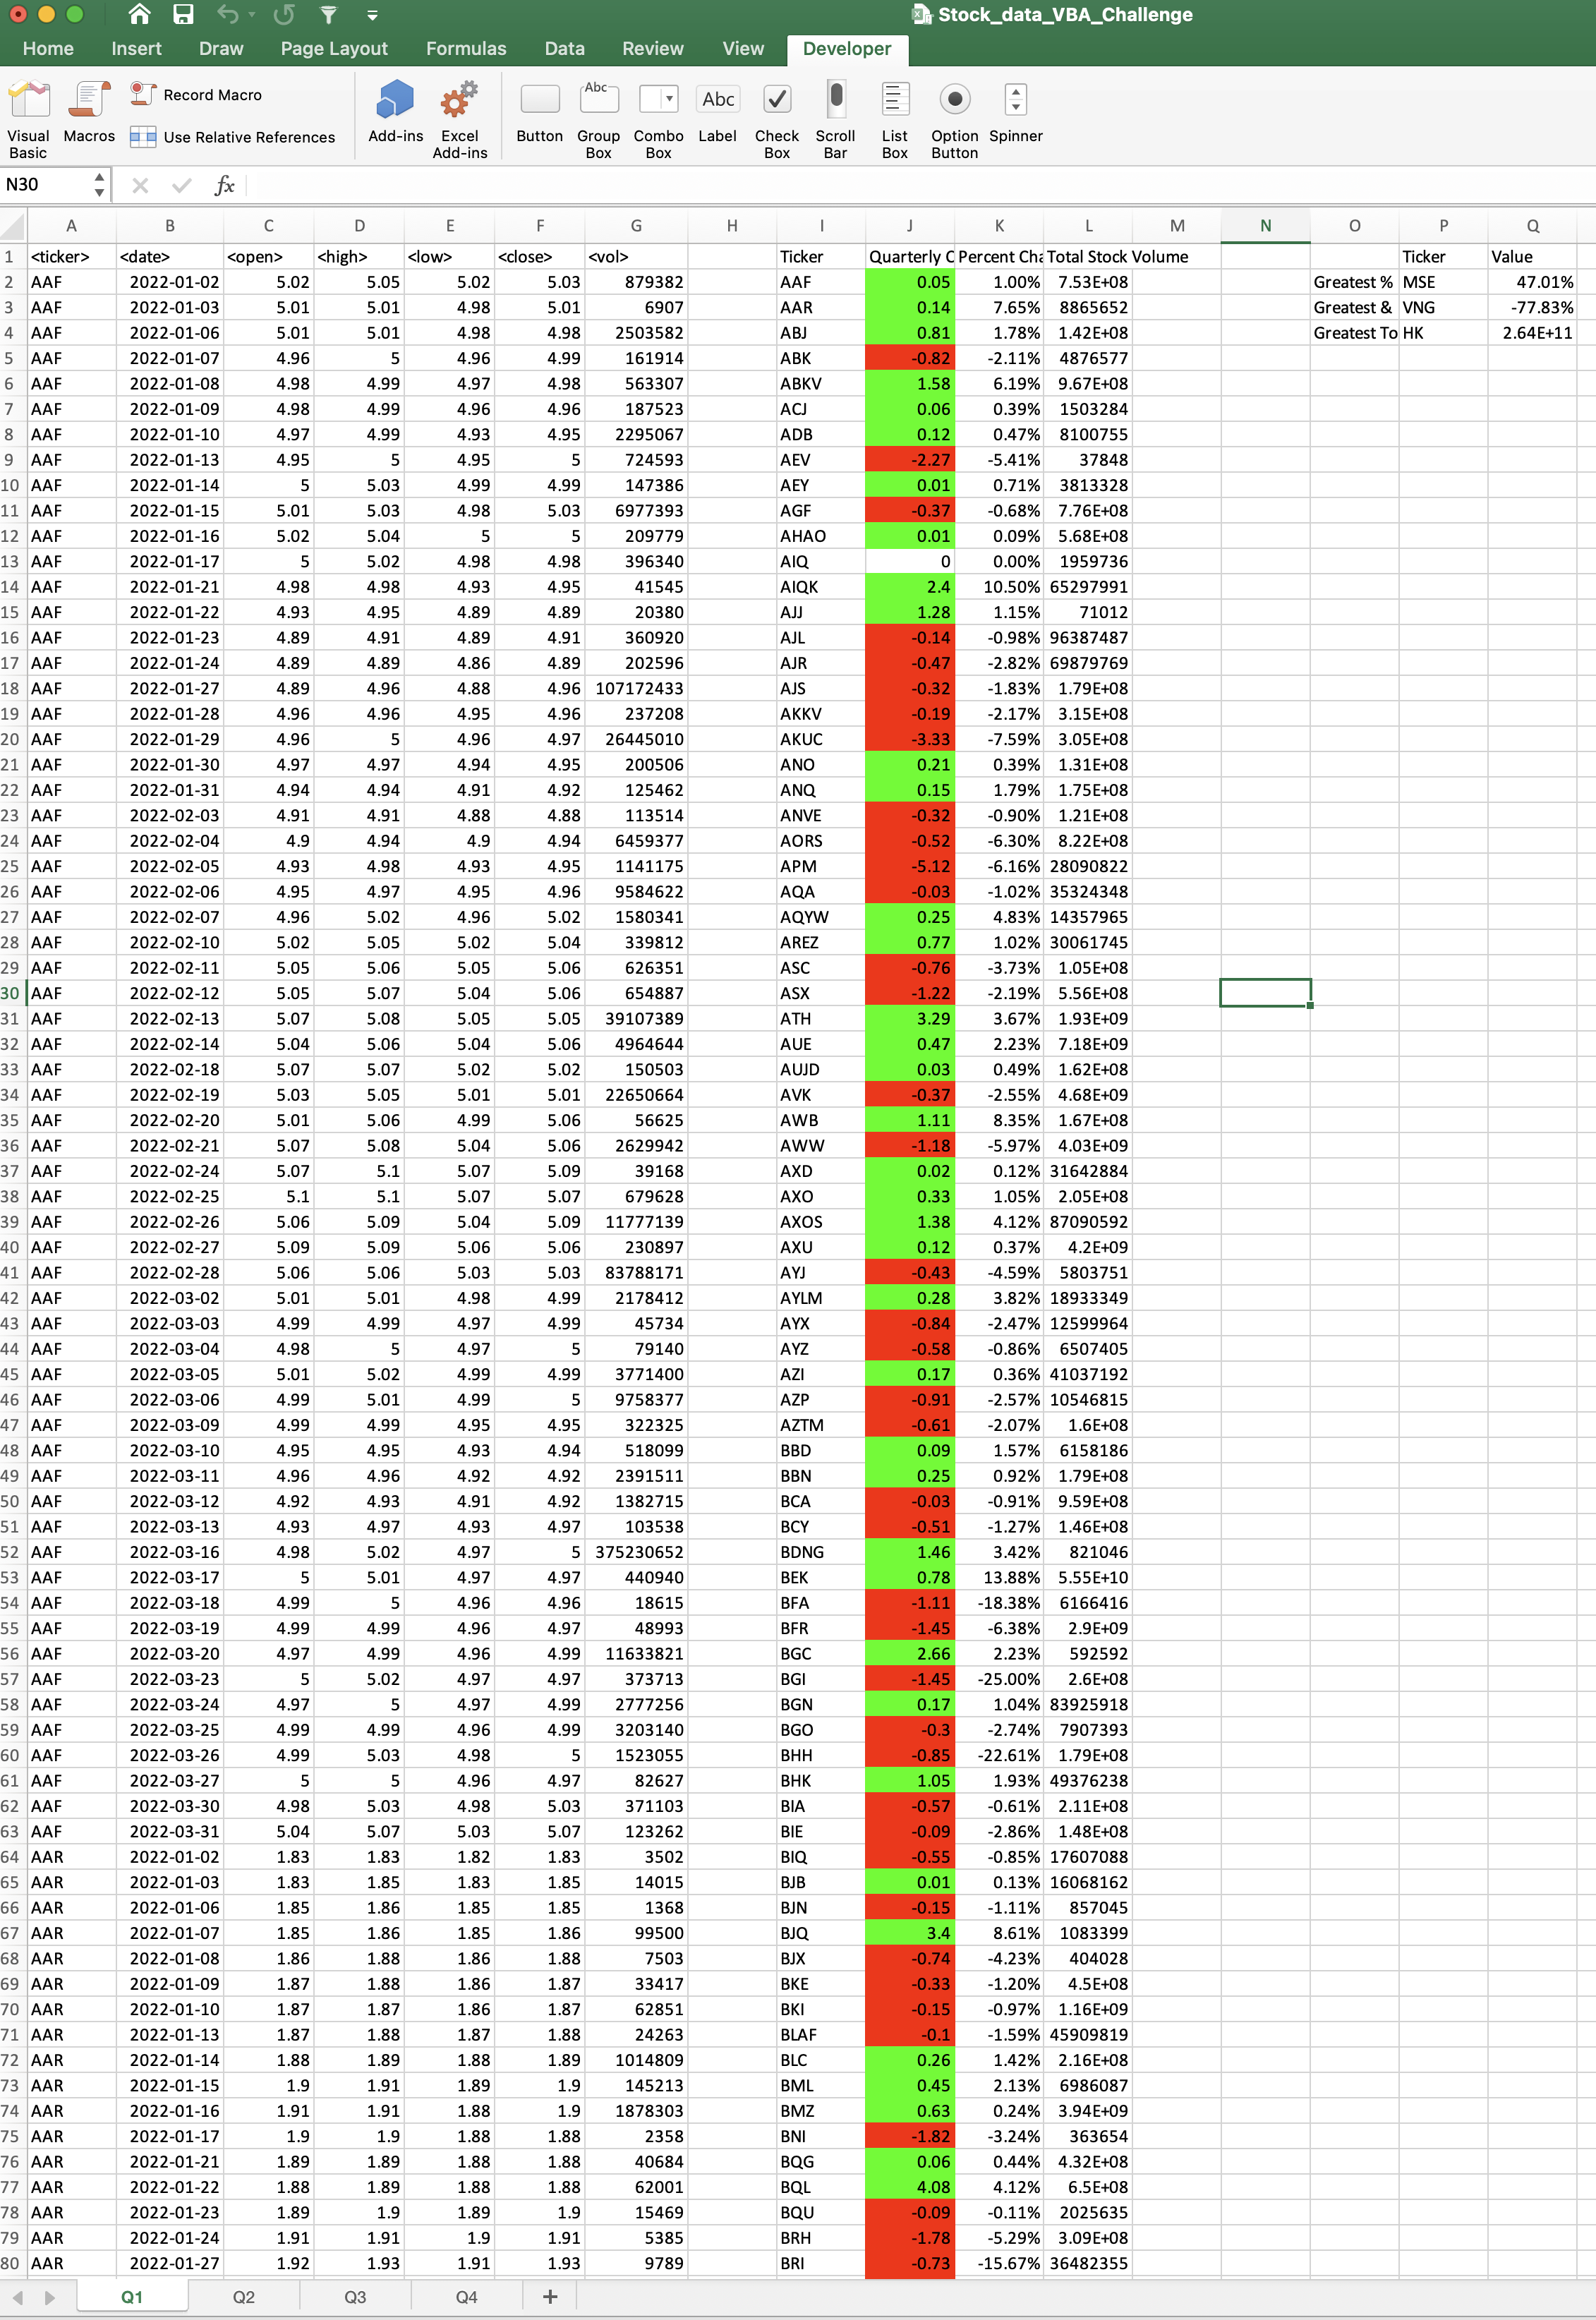 Stock_data_VBA_Challenge
Home Insert Draw Page Layout Formulas Data Review View Developer
Visual Basic Macros Record Macro Use Relative References Add-ins Excel Add-ins Button Abc Group Box Combo Box Abc Label Check Box Scroll Bar List Box Option Button Spinner
N30 fx
A B C D E F G H I J K L M N O P Q
1 <ticker> <date> <open> <high> <low> <close> <vol> Ticker Quarterly C Percent Cha Total Stock Volume Ticker Value
2 AAF 2022-01-02 5.02 5.05 5.02 5.03 879382 AAF 0.05 1.00% 7.53E+08 Greatest % MSE 47.01%
3 AAF 2022-01-03 5.01 5.01 4.98 5.01 6907 AAR 0.14 7.65% 8865652 Greatest & VNG -77.83%
4 AAF 2022-01-06 5.01 5.01 4.98 4.98 2503582 ABJ 0.81 1.78% 1.42E+08 Greatest To HK 2.64E+11
5 AAF 2022-01-07 4.96 5 4.96 4.99 161914 ABK -0.82 -2.11% 4876577
6 AAF 2022-01-08 4.98 4.99 4.97 4.98 563307 ABKV 1.58 6.19% 9.67E+08
7 AAF 2022-01-09 4.98 4.99 4.96 4.96 187523 ACJ 0.06 0.39% 1503284
8 AAF 2022-01-10 4.97 4.99 4.93 4.95 2295067 ADB 0.12 0.47% 8100755
9 AAF 2022-01-13 4.95 5 4.95 5 724593 AEV -2.27 -5.41% 37848
10 AAF 2022-01-14 5 5.03 4.99 4.99 147386 AEY 0.01 0.71% 3813328
11 AAF 2022-01-15 5.01 5.03 4.98 5.03 6977393 AGF -0.37 -0.68% 7.76E+08
12 AAF 2022-01-16 5.02 5.04 5 5 209779 AHAO 0.01 0.09% 5.68E+08
13 AAF 2022-01-17 5 5.02 4.98 4.98 396340 AIQ 0 0.00% 1959736
14 AAF 2022-01-21 4.98 4.98 4.93 4.95 41545 AIQK 2.4 10.50% 65297991
15 AAF 2022-01-22 4.93 4.95 4.89 4.89 20380 AJJ 1.28 1.15% 71012
16 AAF 2022-01-23 4.89 4.91 4.89 4.91 360920 AJL -0.14 -0.98% 96387487
17 AAF 2022-01-24 4.89 4.89 4.86 4.89 202596 AJR -0.47 -2.82% 69879769
18 AAF 2022-01-27 4.89 4.96 4.88 4.96 107172433 AJS -0.32 -1.83% 1.79E+08
19 AAF 2022-01-28 4.96 4.96 4.95 4.96 237208 AKKV -0.19 -2.17% 3.15E+08
20 AAF 2022-01-29 4.96 5 4.96 4.97 26445010 AKUC -3.33 -7.59% 3.05E+08
21 AAF 2022-01-30 4.97 4.97 4.94 4.95 200506 ANO 0.21 0.39% 1.31E+08
22 AAF 2022-01-31 4.94 4.94 4.91 4.92 125462 ANQ 0.15 1.79% 1.75E+08
23 AAF 2022-02-03 4.91 4.91 4.88 4.88 113514 ANVE -0.32 -0.90% 1.21E+08
24 AAF 2022-02-04 4.9 4.94 4.9 4.94 6459377 AORS -0.52 -6.30% 8.22E+08
25 AAF 2022-02-05 4.93 4.98 4.93 4.95 1141175 APM -5.12 -6.16% 28090822
26 AAF 2022-02-06 4.95 4.97 4.95 4.96 9584622 AQA -0.03 -1.02% 35324348
27 AAF 2022-02-07 4.96 5.02 4.96 5.02 1580341 AQYW 0.25 4.83% 14357965
28 AAF 2022-02-10 5.02 5.05 5.02 5.04 339812 AREZ 0.77 1.02% 30061745
29 AAF 2022-02-11 5.05 5.06 5.05 5.06 626351 ASC -0.76 -3.73% 1.05E+08
30 AAF 2022-02-12 5.05 5.07 5.04 5.06 654887 ASX -1.22 -2.19% 5.56E+08
31 AAF 2022-02-13 5.07 5.08 5.05 5.05 39107389 ATH 3.29 3.67% 1.93E+09
32 AAF 2022-02-14 5.04 5.06 5.04 5.06 4964644 AUE 0.47 2.23% 7.18E+09
33 AAF 2022-02-18 5.07 5.07 5.02 5.02 150503 AUJD 0.03 0.49% 1.62E+08
34 AAF 2022-02-19 5.03 5.05 5.01 5.01 22650664 AVK -0.37 -2.55% 4.68E+09
35 AAF 2022-02-20 5.01 5.06 4.99 5.06 56625 AWB 1.11 8.35% 1.67E+08
36 AAF 2022-02-21 5.07 5.08 5.04 5.06 2629942 AWW -1.18 -5.97% 4.03E+09
37 AAF 2022-02-24 5.07 5.1 5.07 5.09 39168 AXD 0.02 0.12% 31642884
38 AAF 2022-02-25 5.1 5.1 5.07 5.07 679628 AXO 0.33 1.05% 2.05E+08
39 AAF 2022-02-26 5.06 5.09 5.04 5.09 11777139 AXOS 1.38 4.12% 87090592
40 AAF 2022-02-27 5.09 5.09 5.06 5.06 230897 AXU 0.12 0.37% 4.2E+09
41 AAF 2022-02-28 5.06 5.06 5.03 5.03 83788171 AYJ -0.43 -4.59% 5803751
42 AAF 2022-03-02 5.01 5.01 4.98 4.99 2178412 AYLM 0.28 3.82% 18933349
43 AAF 2022-03-03 4.99 4.99 4.97 4.99 45734 AYX -0.84 -2.47% 12599964
44 AAF 2022-03-04 4.98 5 4.97 5 79140 AYZ -0.58 -0.86% 6507405
45 AAF 2022-03-05 5.01 5.02 4.99 4.99 3771400 AZI 0.17 0.36% 41037192
46 AAF 2022-03-06 4.99 5.01 4.99 5 9758377 AZP -0.91 -2.57% 10546815
47 AAF 2022-03-09 4.99 4.99 4.95 4.95 322325 AZTM -0.61 -2.07% 1.6E+08
48 AAF 2022-03-10 4.95 4.95 4.93 4.94 518099 BBD 0.09 1.57% 6158186
49 AAF 2022-03-11 4.96 4.96 4.92 4.92 2391511 BBN 0.25 0.92% 1.79E+08
50 AAF 2022-03-12 4.92 4.93 4.91 4.92 1382715 BCA -0.03 -0.91% 9.59E+08
51 AAF 2022-03-13 4.93 4.97 4.93 4.97 103538 BCY -0.51 -1.27% 1.46E+08
52 AAF 2022-03-16 4.98 5.02 4.97 5 375230652 BDNG 1.46 3.42% 821046
53 AAF 2022-03-17 5 5.01 4.97 4.97 440940 BEK 0.78 13.88% 5.55E+10
54 AAF 2022-03-18 4.99 5 4.96 4.96 18615 BFA -1.11 -18.38% 6166416
55 AAF 2022-03-19 4.99 4.99 4.96 4.97 48993 BFR -1.45 -6.38% 2.9E+09
56 AAF 2022-03-20 4.97 4.99 4.96 4.99 11633821 BGC 2.66 2.23% 592592
57 AAF 2022-03-23 5 5.02 4.97 4.97 373713 BGI -1.45 -25.00% 2.6E+08
58 AAF 2022-03-24 4.97 5 4.97 4.99 2777256 BGN 0.17 1.04% 83925918
59 AAF 2022-03-25 4.99 4.99 4.96 4.99 3203140 BGO -0.3 -2.74% 7907393
60 AAF 2022-03-26 4.99 5.03 4.98 5 1523055 BHH -0.85 -22.61% 1.79E+08
61 AAF 2022-03-27 5 5 4.96 4.97 82627 BHK 1.05 1.93% 49376238
62 AAF 2022-03-30 4.98 5.03 4.98 5.03 371103 BIA -0.57 -0.61% 2.11E+08
63 AAF 2022-03-31 5.04 5.07 5.03 5.07 123262 BIE -0.09 -2.86% 1.48E+08
64 AAR 2022-01-02 1.83 1.83 1.82 1.83 3502 BIQ -0.55 -0.85% 17607088
65 AAR 2022-01-03 1.83 1.85 1.83 1.85 14015 BJB 0.01 0.13% 16068162
66 AAR 2022-01-06 1.85 1.86 1.85 1.85 1368 BJN -0.15 -1.11% 857045
67 AAR 2022-01-07 1.85 1.86 1.85 1.86 99500 BJQ 3.4 8.61% 1083399
68 AAR 2022-01-08 1.86 1.88 1.86 1.88 7503 BJX -0.74 -4.23% 404028
69 AAR 2022-01-09 1.87 1.88 1.86 1.87 33417 BKE -0.33 -1.20% 4.5E+08
70 AAR 2022-01-10 1.87 1.87 1.86 1.87 62851 BKI -0.15 -0.97% 1.16E+09
71 AAR 2022-01-13 1.87 1.88 1.87 1.88 24263 BLAF -0.1 -1.59% 45909819
72 AAR 2022-01-14 1.88 1.89 1.88 1.89 1014809 BLC 0.26 1.42% 2.16E+08
73 AAR 2022-01-15 1.9 1.91 1.89 1.9 145213 BML 0.45 2.13% 6986087
74 AAR 2022-01-16 1.91 1.91 1.88 1.9 1878303 BMZ 0.63 0.24% 3.94E+09
75 AAR 2022-01-17 1.9 1.9 1.88 1.88 2358 BNI -1.82 -3.24% 363654
76 AAR 2022-01-21 1.89 1.89 1.88 1.88 40684 BQG 0.06 0.44% 4.32E+08
77 AAR 2022-01-22 1.88 1.89 1.88 1.88 62001 BQL 4.08 4.12% 6.5E+08
78 AAR 2022-01-23 1.89 1.9 1.89 1.9 15469 BQU -0.09 -0.11% 2025635
79 AAR 2022-01-24 1.91 1.91 1.9 1.91 5385 BRH -1.78 -5.29% 3.09E+08
80 AAR 2022-01-27 1.92 1.93 1.91 1.93 9789 BRI -0.73 -15.67% 36482355
Q1 Q2 Q3 Q4 +